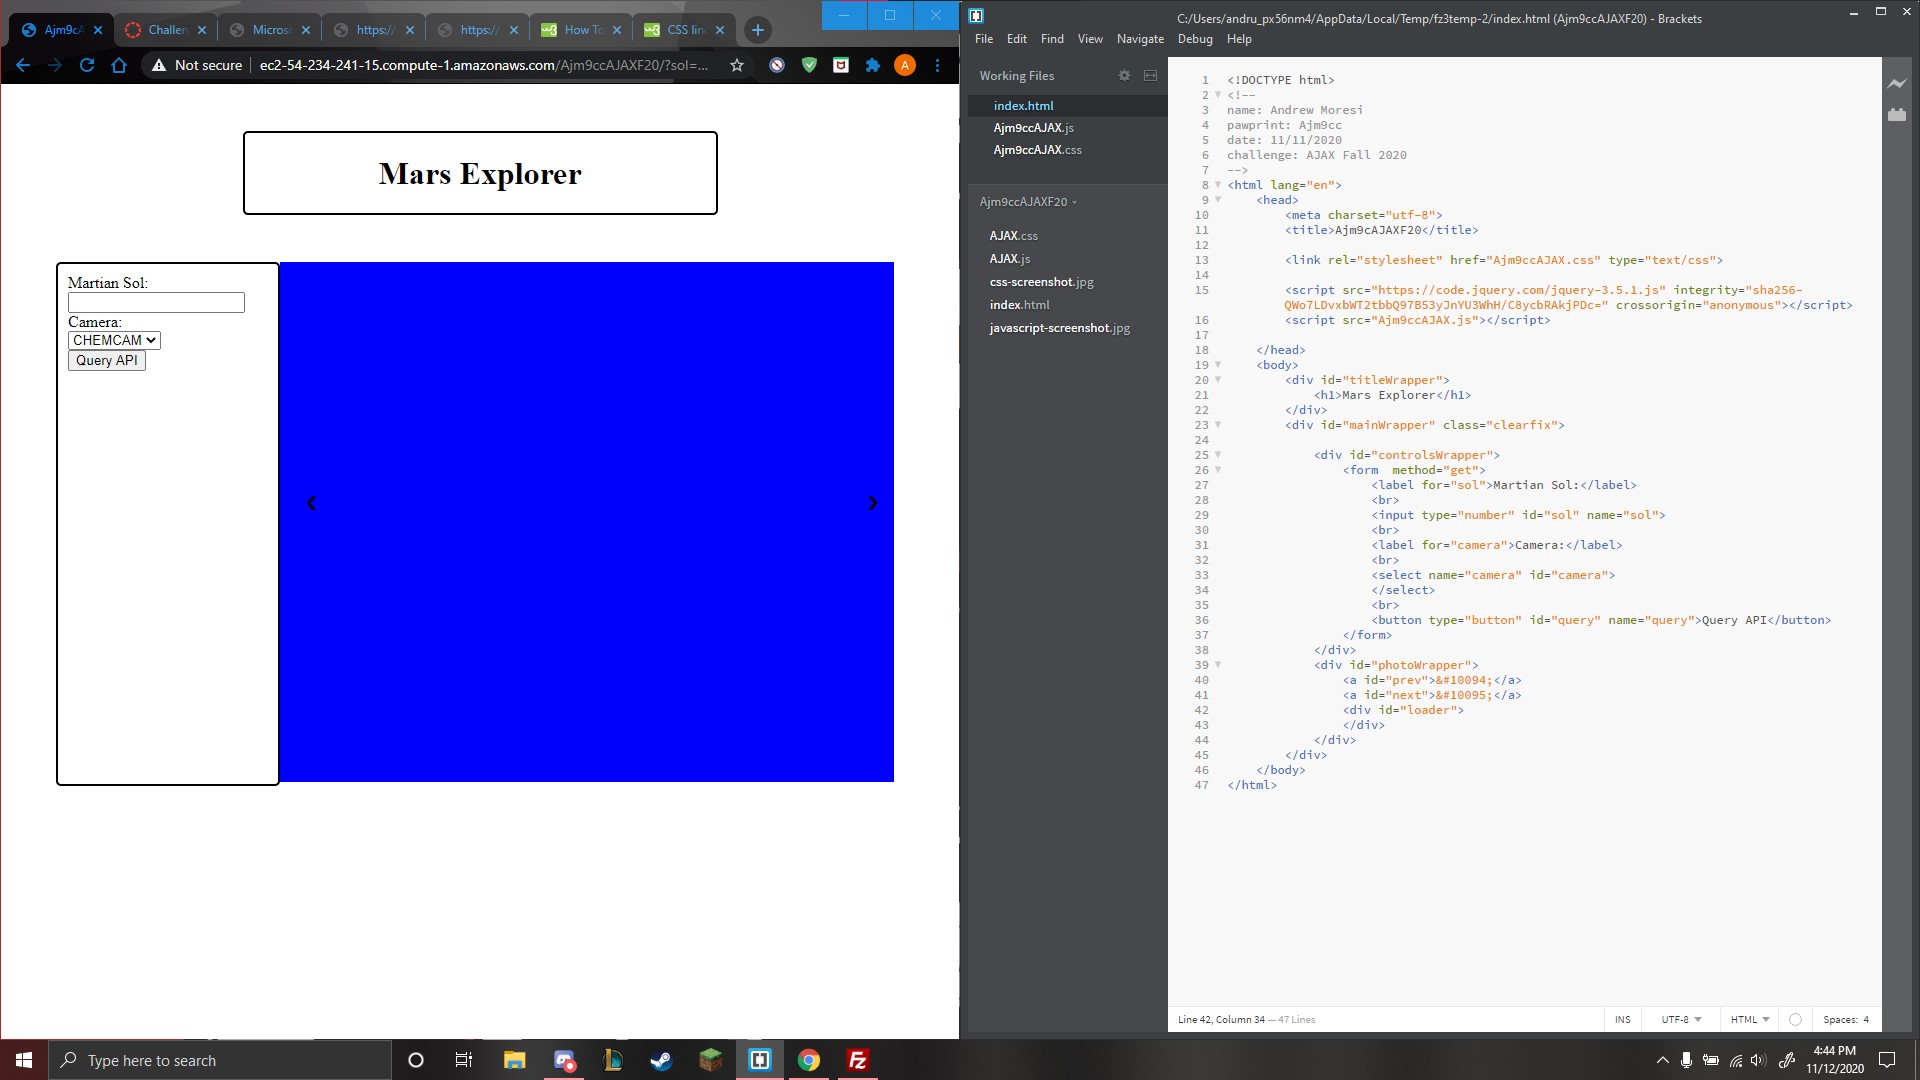 Ajm9cA
Challen
Micros
https://
https://
How To
CSS lin
Not secure
ec2-54-234-241-15.compute-1.amazonaws.com/Ajm9ccAJAXF20/?sol=...
A
Mars Explorer
Martian Sol:
Camera:
CHEMCAM
Query API
C:/Users/andru_px56nm4/AppData/Local/Temp/fz3temp-2/index.html (Ajm9ccAJAXF20) - Brackets
File Edit Find View Navigate Debug Help
Working Files
index.html
Ajm9ccAJAX.js
Ajm9ccAJAX.css
Ajm9ccAJAXF20
AJAX.css
AJAX.js
css-screenshot.jpg
index.html
javascript-screenshot.jpg
1 <!DOCTYPE html>
2 <!--
3 name: Andrew Moresi
4 pawprint: Ajm9cc
5 date: 11/11/2020
6 challenge: AJAX Fall 2020
7 -->
8 <html lang="en">
9 <head>
10 <meta charset="utf-8">
11 <title>Ajm9cAJAXF20</title>
12
13 <link rel="stylesheet" href="Ajm9ccAJAX.css" type="text/css">
14
15 <script src="https://code.jquery.com/jquery-3.5.1.js" integrity="sha256-
QWo7LDvxbWT2tbbQ97B53yJnYU3WhH/C8ycbRAkjPDc=" crossorigin="anonymous"></script>
16 <script src="Ajm9ccAJAX.js"></script>
17
18 </head>
19 <body>
20 <div id="titleWrapper">
21 <h1>Mars Explorer</h1>
22 </div>
23 <div id="mainWrapper" class="clearfix">
24
25 <div id="controlsWrapper">
26 <form  method="get">
27 <label for="sol">Martian Sol:</label>
28 <br>
29 <input type="number" id="sol" name="sol">
30 <br>
31 <label for="camera">Camera:</label>
32 <br>
33 <select name="camera" id="camera">
34 </select>
35 <br>
36 <button type="button" id="query" name="query">Query API</button>
37 </form>
38 </div>
39 <div id="photoWrapper">
40 <a id="prev">&#10094;</a>
41 <a id="next">&#10095;</a>
42 <div id="loader">
43 </div>
44 </div>
45 </div>
46 </body>
47 </html>
Line 42, Column 34 — 47 Lines
INS
UTF-8
HTML
Spaces: 4
Type here to search
4:44 PM
11/12/2020